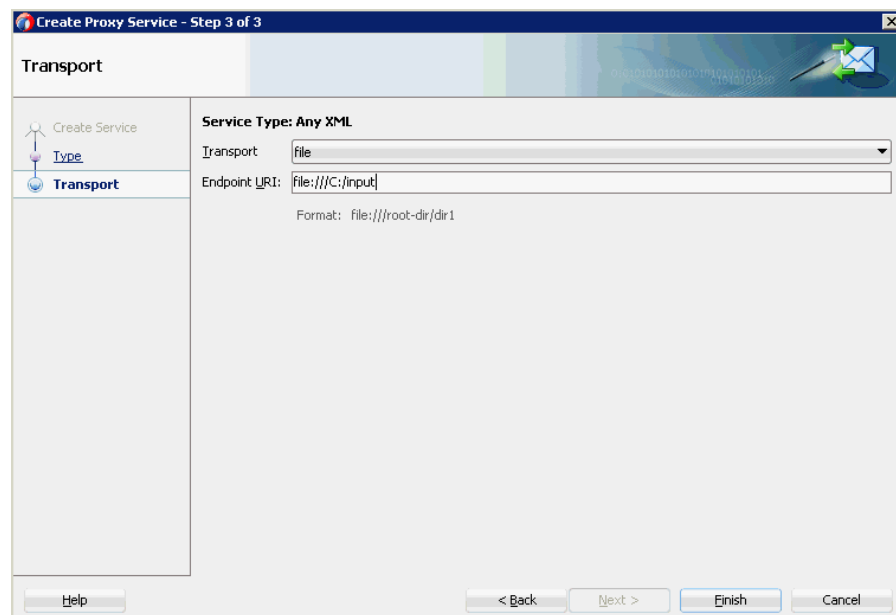 Create Proxy Service - Step 3 of 3
Transport
Create Service
Type
Transport
Service Type: Any XML
Transport file
Endpoint URI: file:///C:/input
Format: file:///root-dir/dir1
Help < Back Next > Finish Cancel